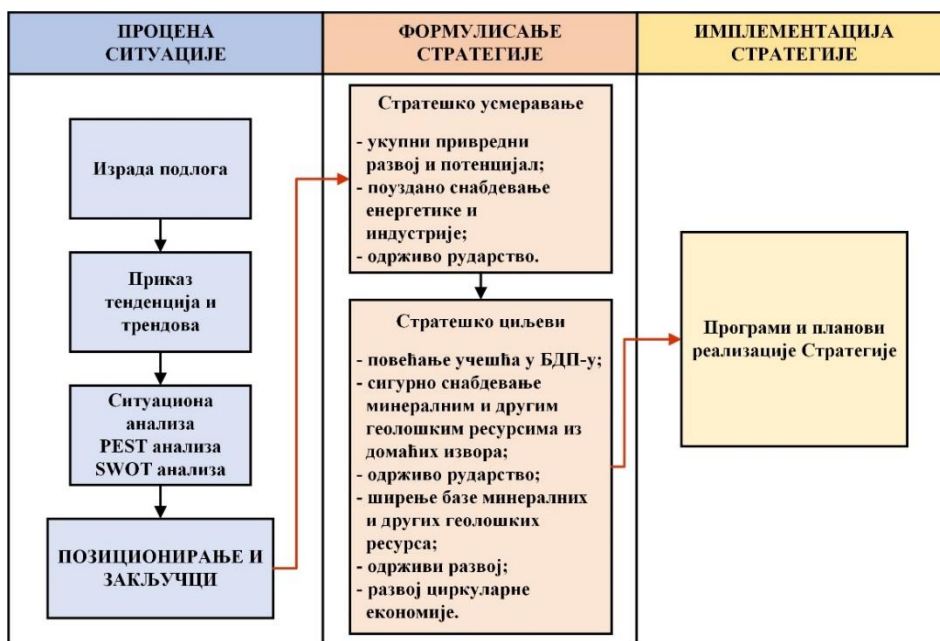 ПРОЦЕНА
СИТУАЦИЈЕ
ФОРМУЛИСАЊЕ
СТРАТЕГИЈЕ
ИМПЛЕМЕНТАЦИЈА
СТРАТЕГИЈЕ
Израда подлога
Приказ
тенденција и
трендова
Ситуациона
анализа
PEST анализа
SWOT анализа
ПОЗИЦИОНИРАЊЕ И
ЗАКЉУЧЦИ
Стратешко усмеравање
- укупни привредни
развој и потенцијал;
- поуздано снабдевање
енергетике и
индустрије;
- одрживо рударство.
Стратешко циљеви
- повећање учешћа у БДП-у;
- сигурно снабдевање
минералним и другим
геолошким ресурсима из
домаћих извора;
- одрживо рударство;
- ширење базе минералних
и других геолошких
ресурса;
- одрживи развој;
- развој циркуларне
економије.
Програми и планови
реализације Стратегије